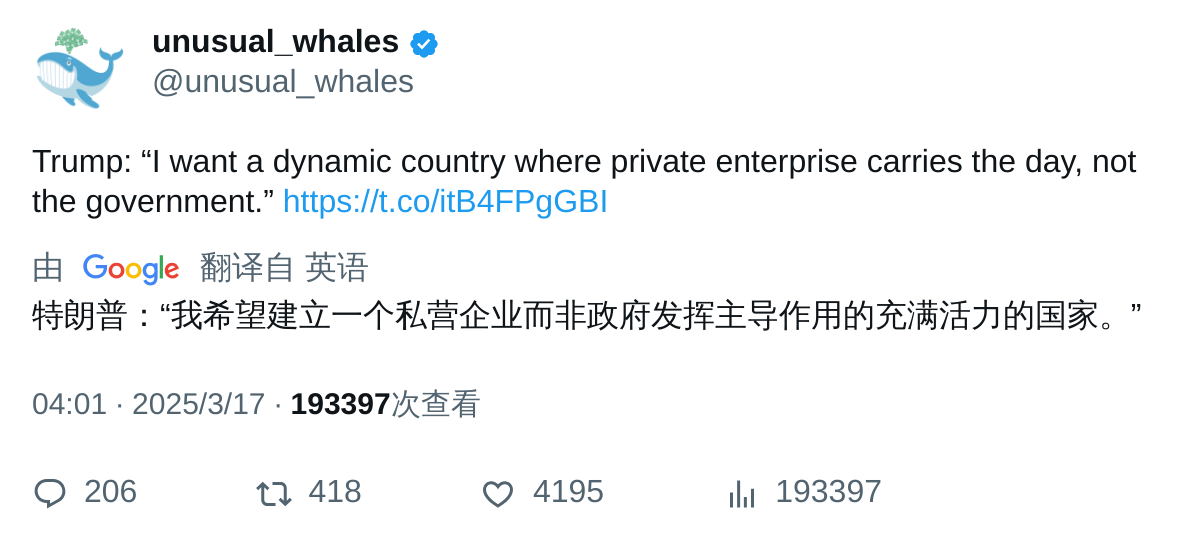 unusual_whales
@unusual_whales
Trump: “I want a dynamic country where private enterprise carries the day, not
the government.” https://t.co/itB4FPgGBI
由 Google 翻译自 英语
特朗普：“我希望建立一个私营企业而非政府发挥主导作用的充满活力的国家。”
04:01 · 2025/3/17 · 193397次查看
206 418 4195 193397